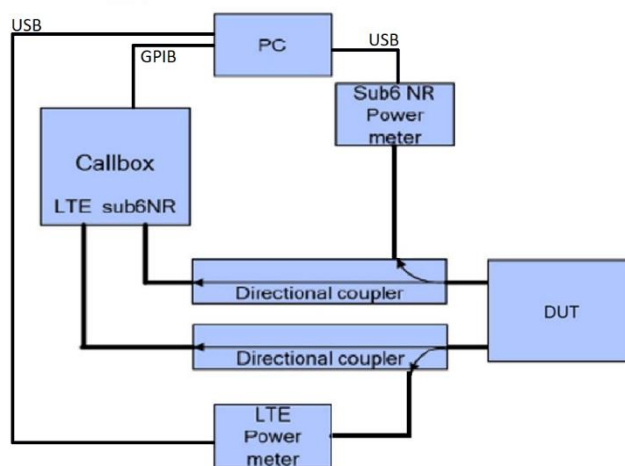 USB
PC
USB
GPIB
Sub6 NR
Power
meter
Callbox
LTE sub6NR
Directional coupler
DUT
Directional coupler
LTE
Power
meter